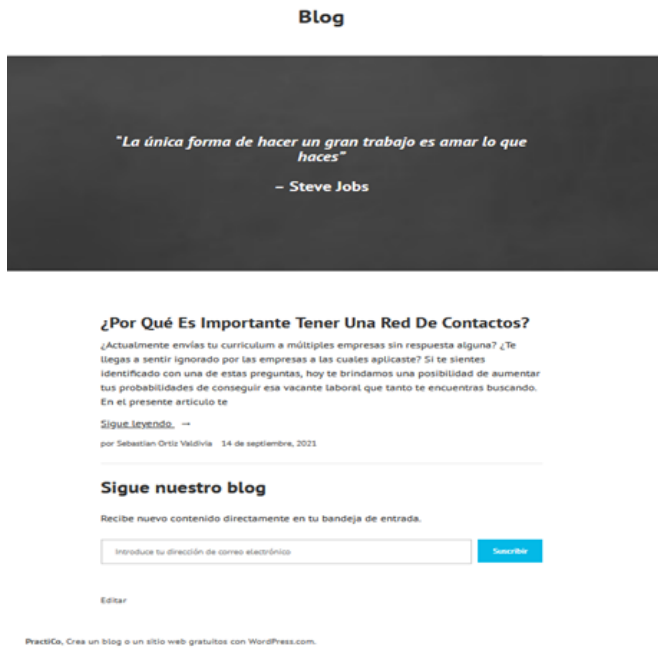 Blog
"La única forma de hacer un gran trabajo es amar lo que
haces"
– Steve Jobs
¿Por Qué Es Importante Tener Una Red De Contactos?
¿Actualmente envías tu curriculum a múltiples empresas sin respuesta alguna? ¿Te
llegas a sentir ignorado por las empresas a las cuales aplicaste? Si te sientes
identificado con una de estas preguntas, hoy te brindamos una posibilidad de aumentar
tus probabilidades de conseguir esa vacante laboral que tanto te encuentras buscando.
En el presente artículo te
Sigue leyendo →
por Sebastian Ortiz Valdivia 14 de septiembre, 2021
Sigue nuestro blog
Recibe nuevo contenido directamente en tu bandeja de entrada.
Introduce tu dirección de correo electrónico
Suscribir
Editar
PractiCo, Crea un blog o un sitio web gratuitos con WordPress.com.